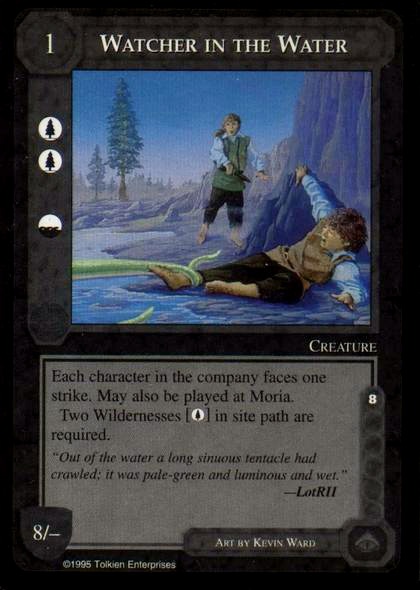 1
WATCHER IN THE WATER
CREATURE
Each character in the company faces one
strike. May also be played at Moria.
Two Wildernesses [ ] in site path are
required.
8
“Out of the water a long sinuous tentacle had
crawled; it was pale-green and luminous and wet.”
—LotRII
8/–
ART BY KEVIN WARD
©1995 Tolkien Enterprises